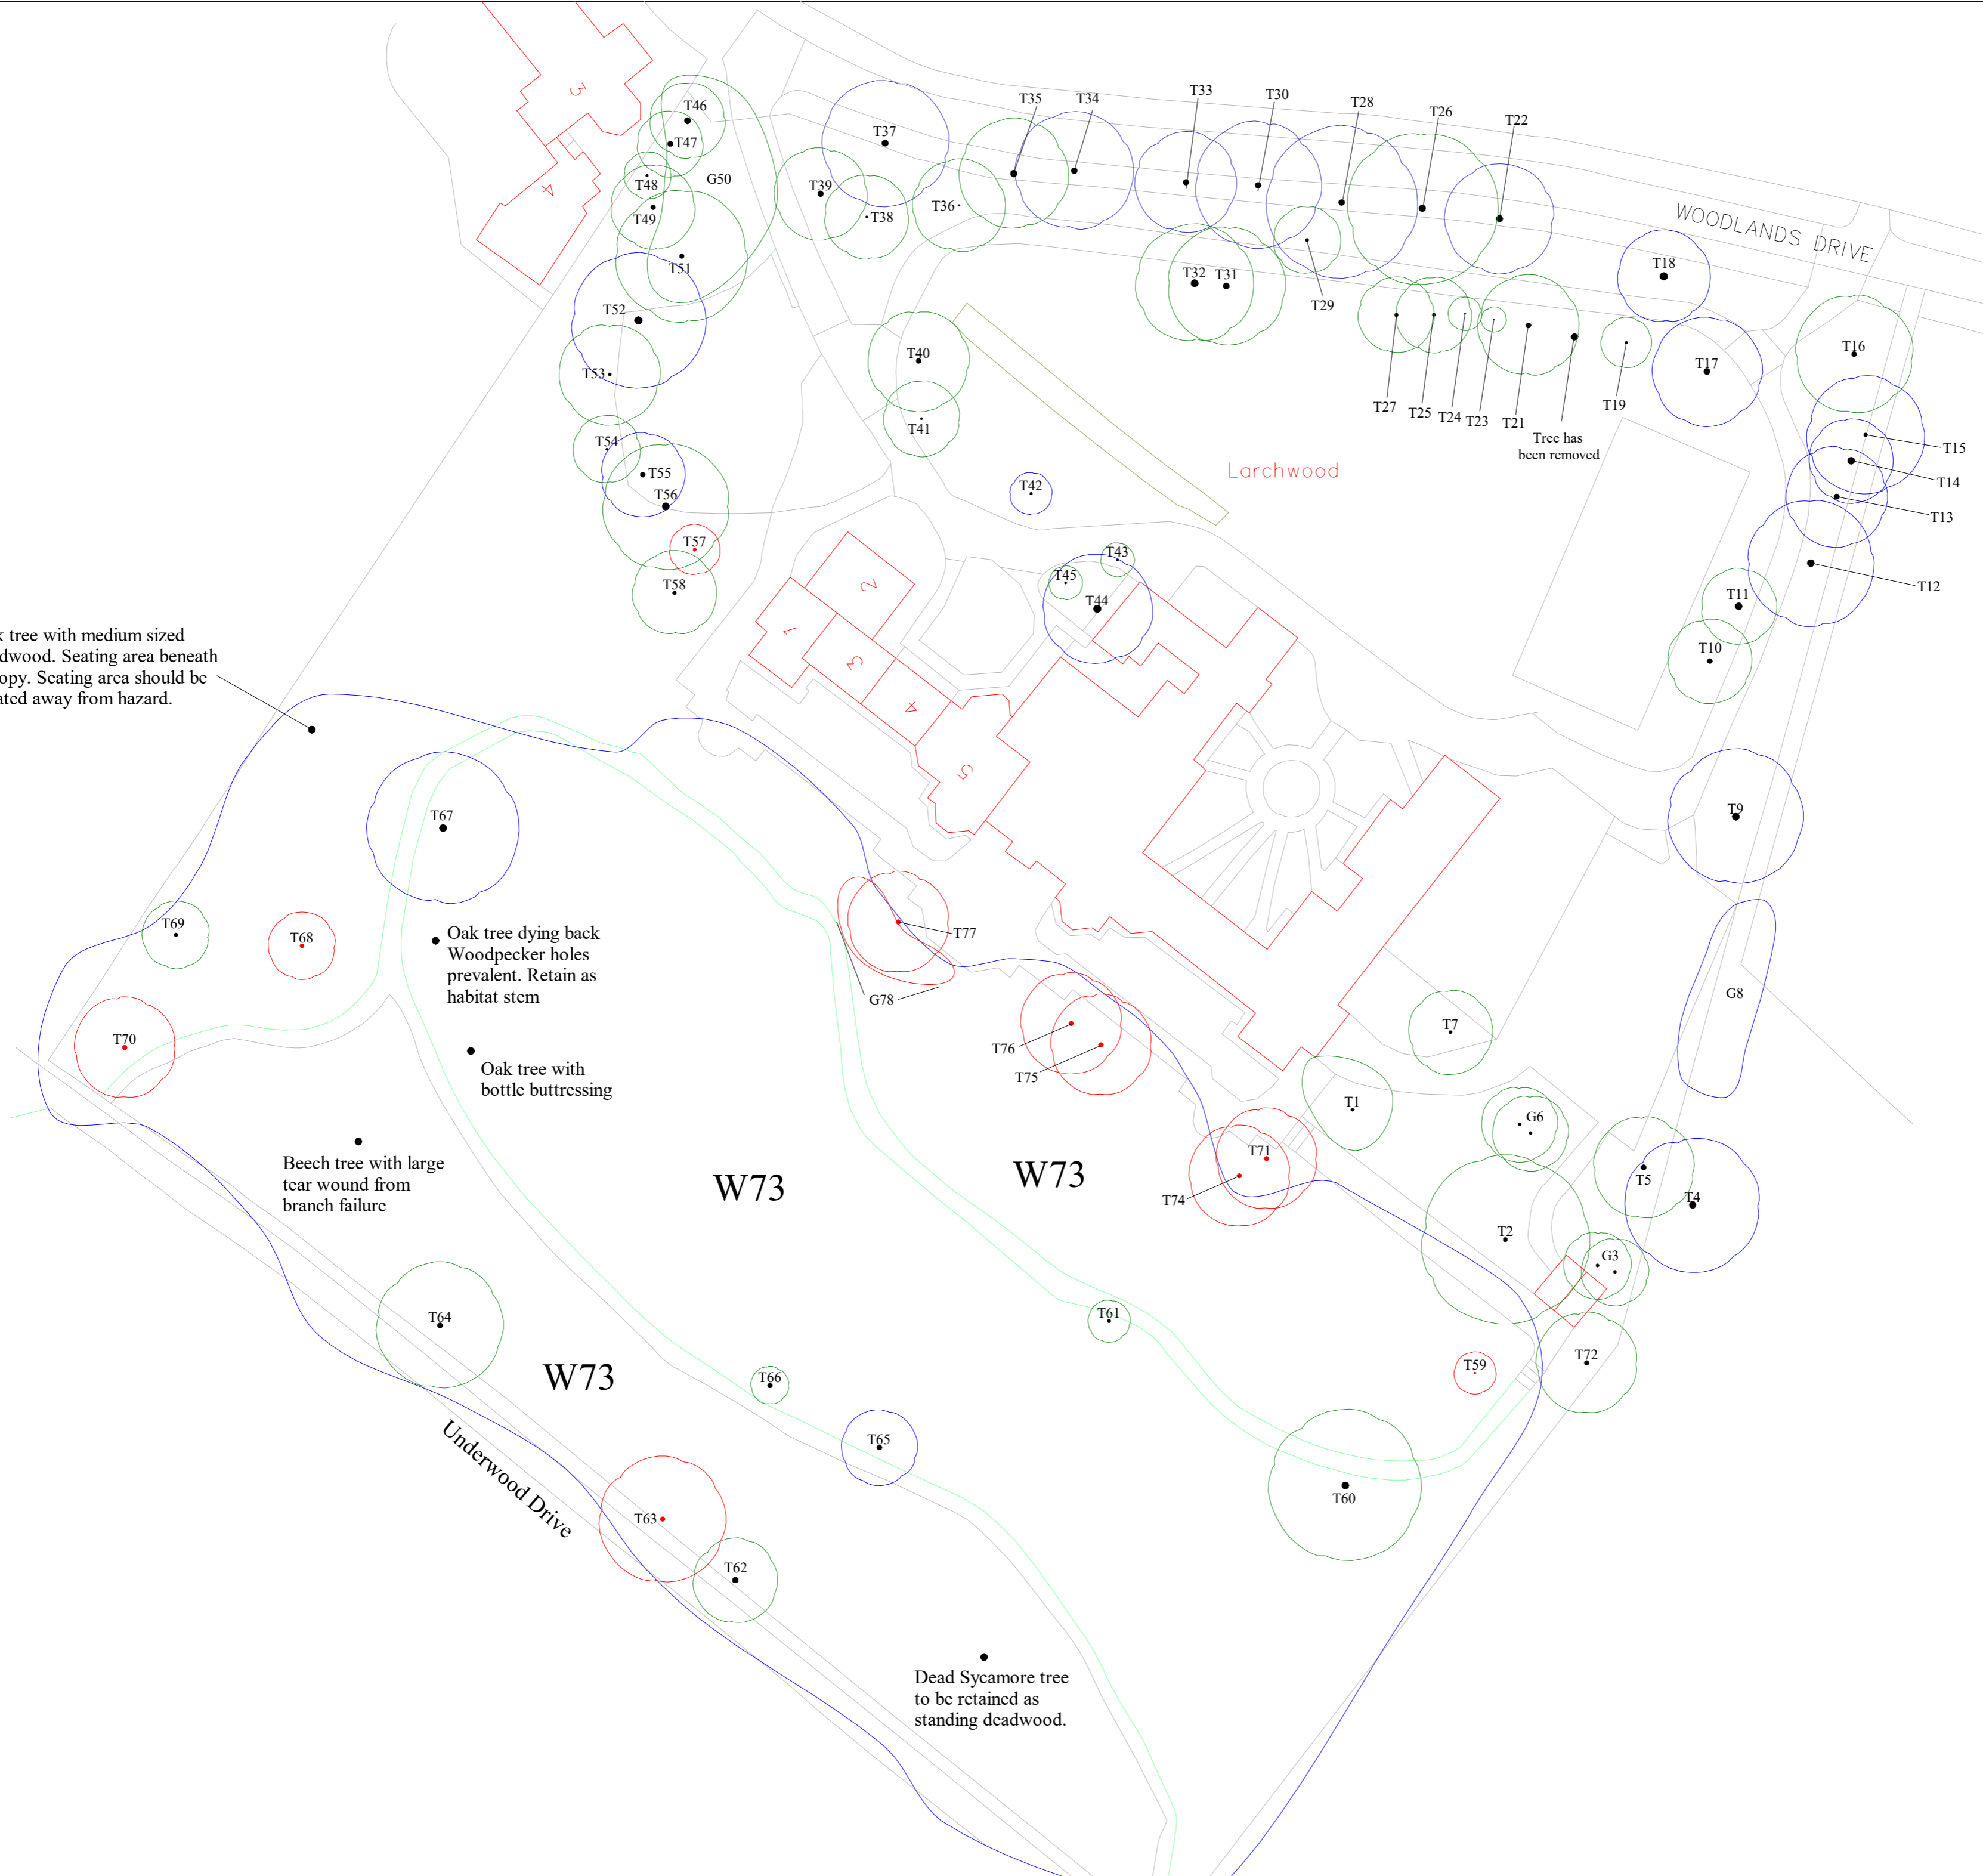 3
4
T46
T47
T48
T49
G50
T51
T52
T53
T54
T55
T56
T57
T58
T37
T39
T38
T36
T35
T34
T33
T30
T28
T26
T22
WOODLANDS DRIVE
T32
T31
T29
T27
T25
T24
T23
T21
Tree has
been removed
T19
T18
T17
T16
T15
T14
T13
T12
T11
T10
T9
G8
T40
T41
T42
T43
T45
T44
Larchwood
2
1
3
4
5
tree with medium sized
Seating area beneath
Seating area should be
away from hazard.
T67
T69
T68
T70
Oak tree dying back
Woodpecker holes
prevalent. Retain as
habitat stem
Oak tree with
bottle buttressing
Beech tree with large
tear wound from
branch failure
T77
G78
T76
T75
T71
T74
T7
T1
G6
T5
T4
T2
G3
T72
T59
T60
T61
W73
W73
W73
T64
T66
T65
T63
T62
Underwood Drive
Dead Sycamore tree
to be retained as
standing deadwood.